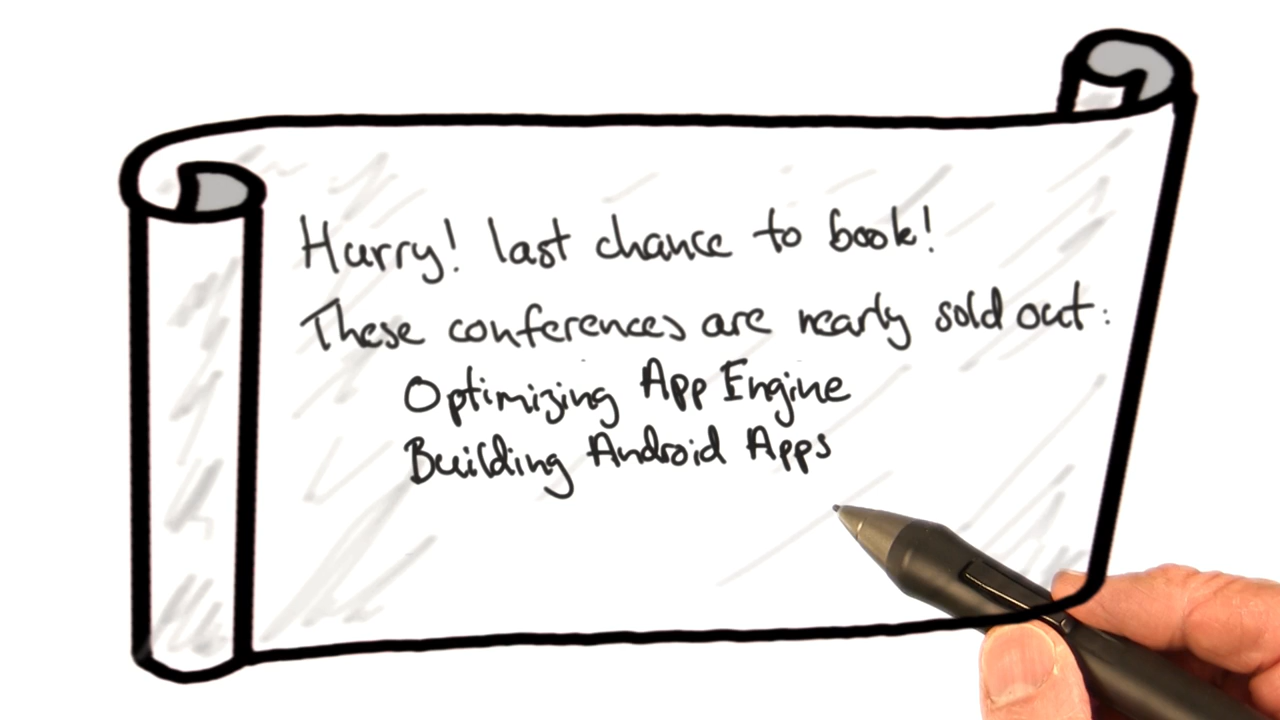 Hurry! last chance to book!
These conferences are nearly sold out:
Optimizing App Engine
Building Android Apps